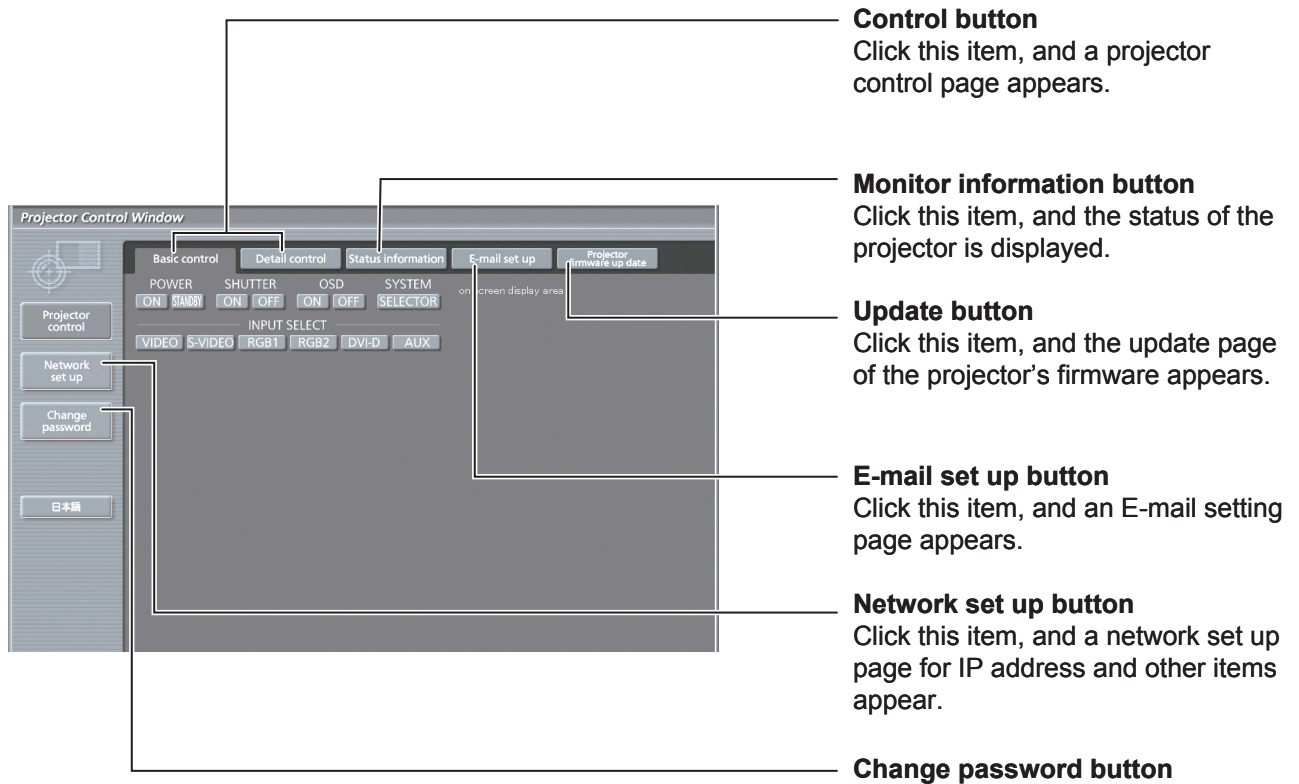 Control button
Click this item, and a projector
control page appears.
Monitor information button
Click this item, and the status of the
projector is displayed.
Update button
Click this item, and the update page
of the projector’s firmware appears.
E-mail set up button
Click this item, and an E-mail setting
page appears.
Network set up button
Click this item, and a network set up
page for IP address and other items
appear.
Change password button
Projector Control Window
Basic control Detail control Status information E-mail set up Projector
firmware up date
POWER SHUTTER OSD SYSTEM
ON STANDBY ON OFF ON OFF SELECTOR
on screen display area
INPUT SELECT
VIDEO S-VIDEO RGB1 RGB2 DVI-D AUX
Projector
control
Network
set up
Change
password
日本語